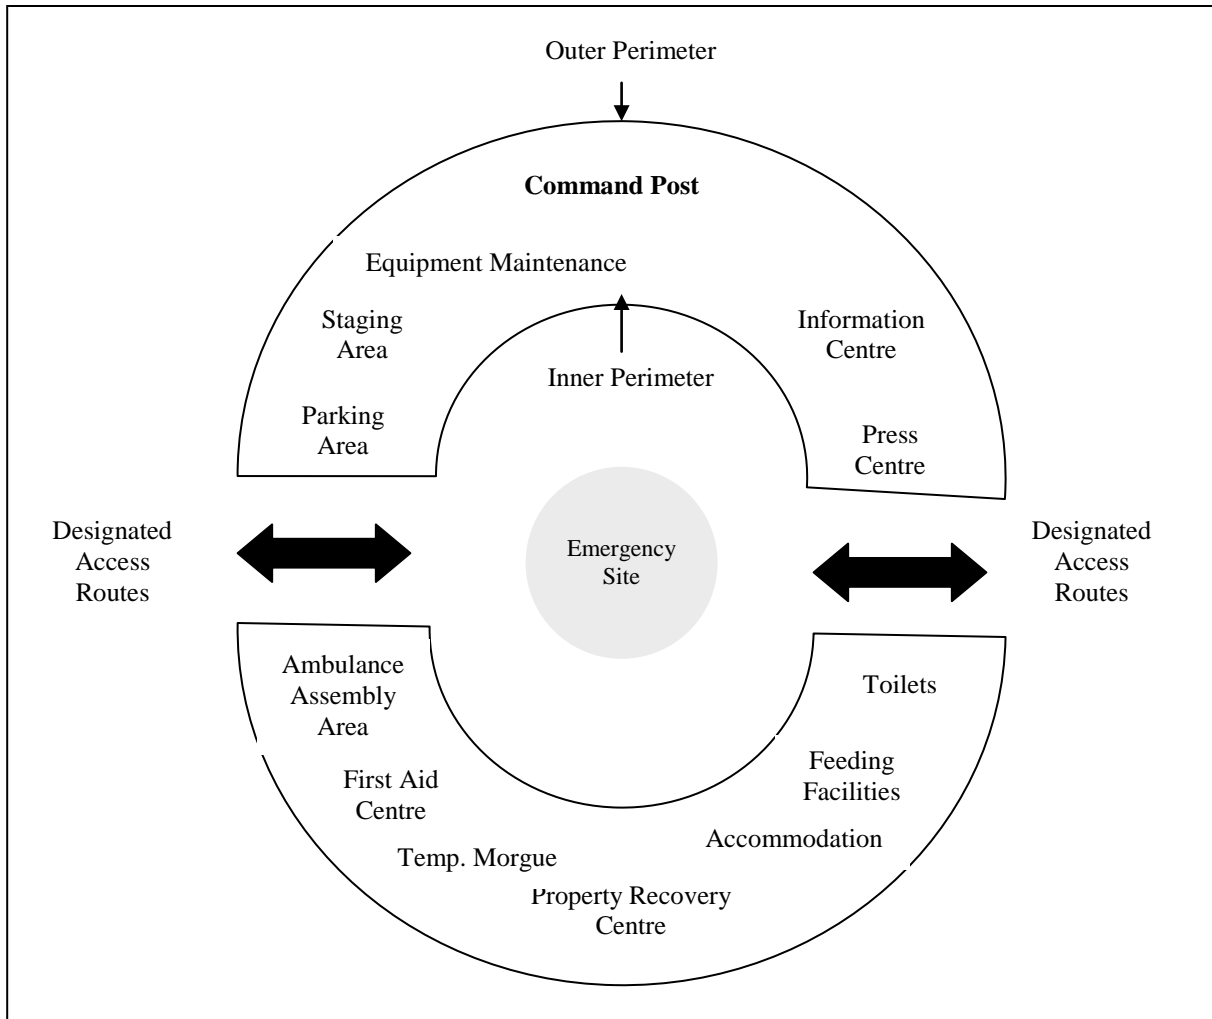 Outer Perimeter
Command Post
Equipment Maintenance
Staging
Area
Information
Centre
Inner Perimeter
Parking
Area
Press
Centre
Designated
Access
Routes
Emergency
Site
Designated
Access
Routes
Ambulance
Assembly
Area
Toilets
First Aid
Centre
Feeding
Facilities
Accommodation
Temp. Morgue
Property Recovery
Centre